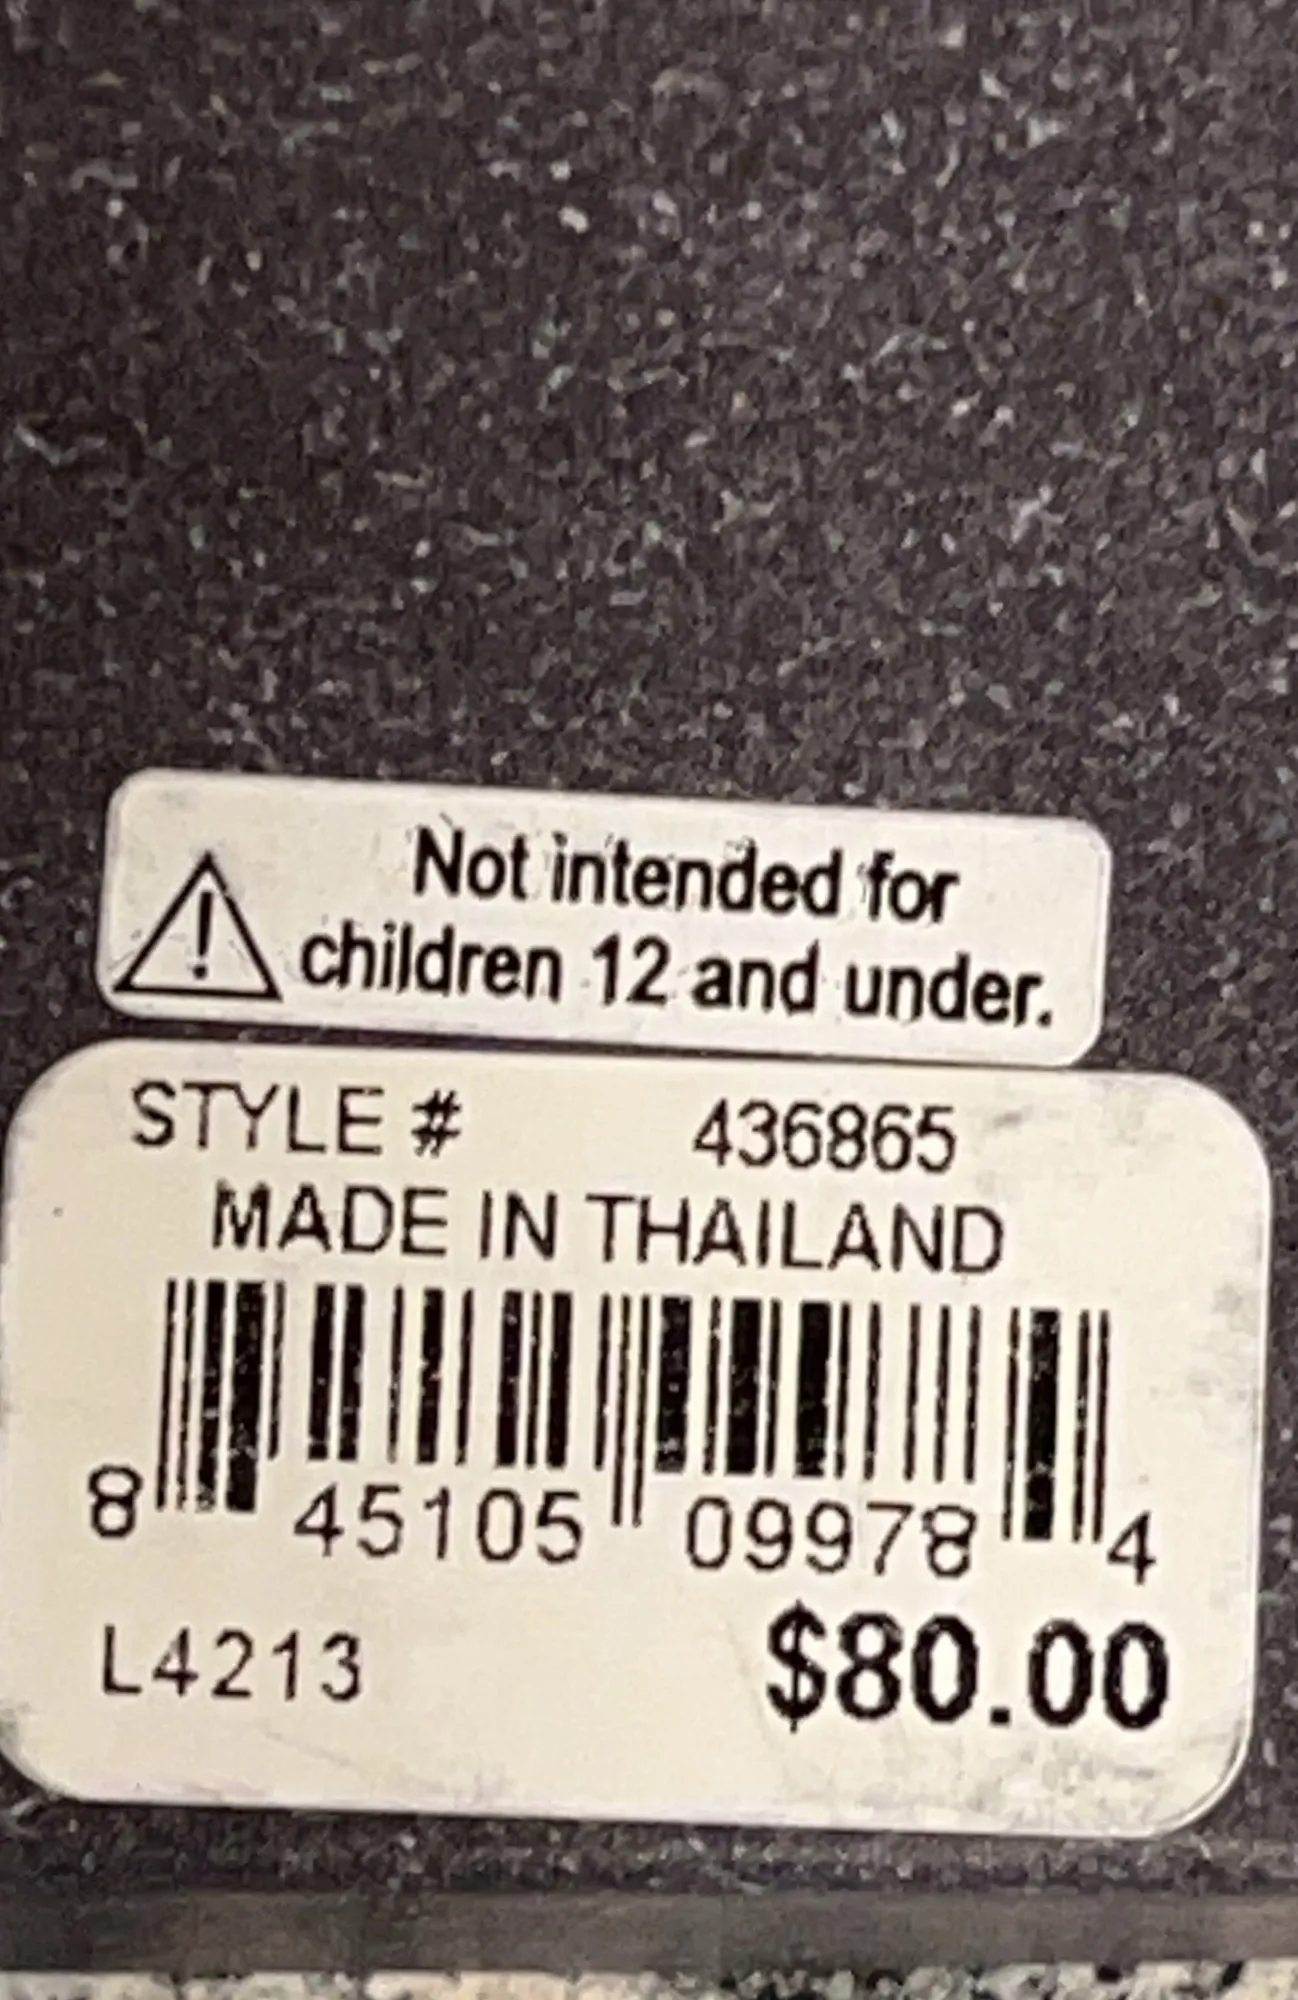 Not intended for
children 12 and under.
STYLE # 436865
MADE IN THAILAND
8 45105 09978 4
L4213 $80.00